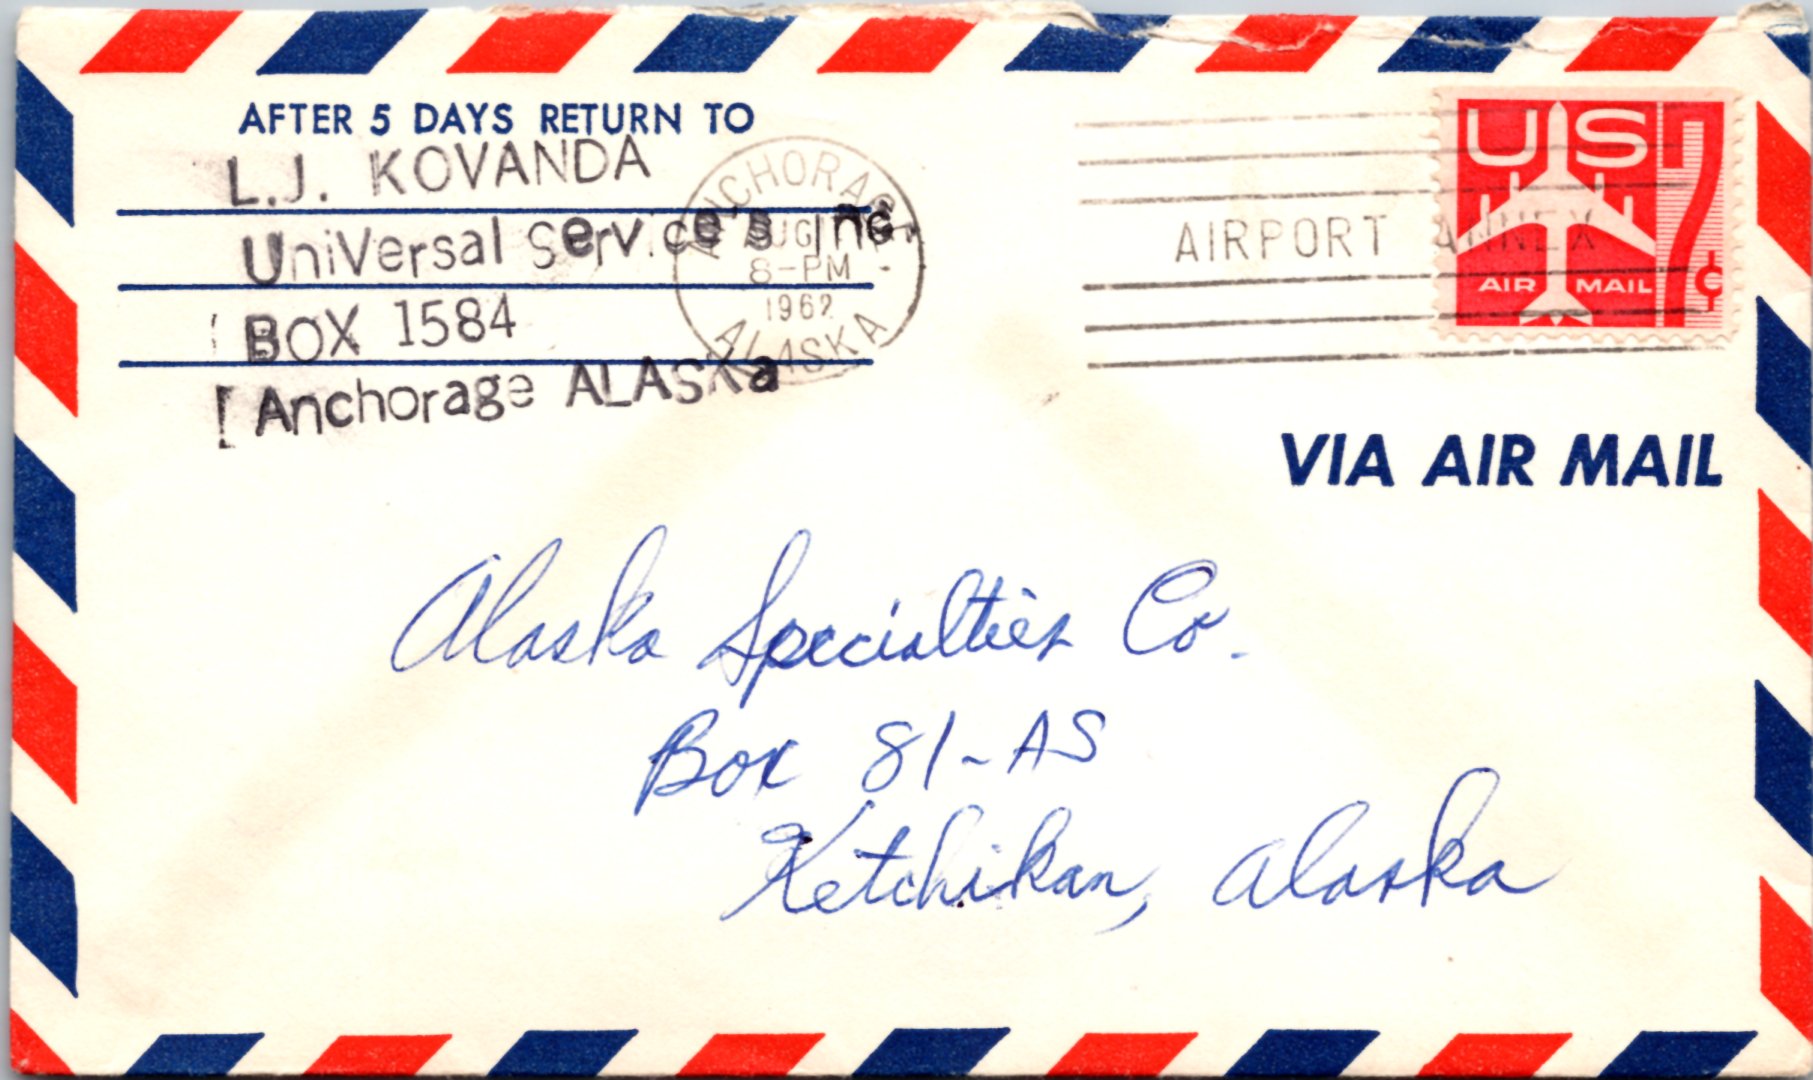 AFTER 5 DAYS RETURN TO
L.J. KOVANDA
UniVersal Service's Inc
BOX 1584
Anchorage ALASKa
ANCHORAGE
AUG
8-PM
1962
ALASKA
AIRPORT ANNEX
US
7¢
AIR MAIL
VIA AIR MAIL
Alaska Specialties Co.
Box 81-AS
Ketchikan, Alaska